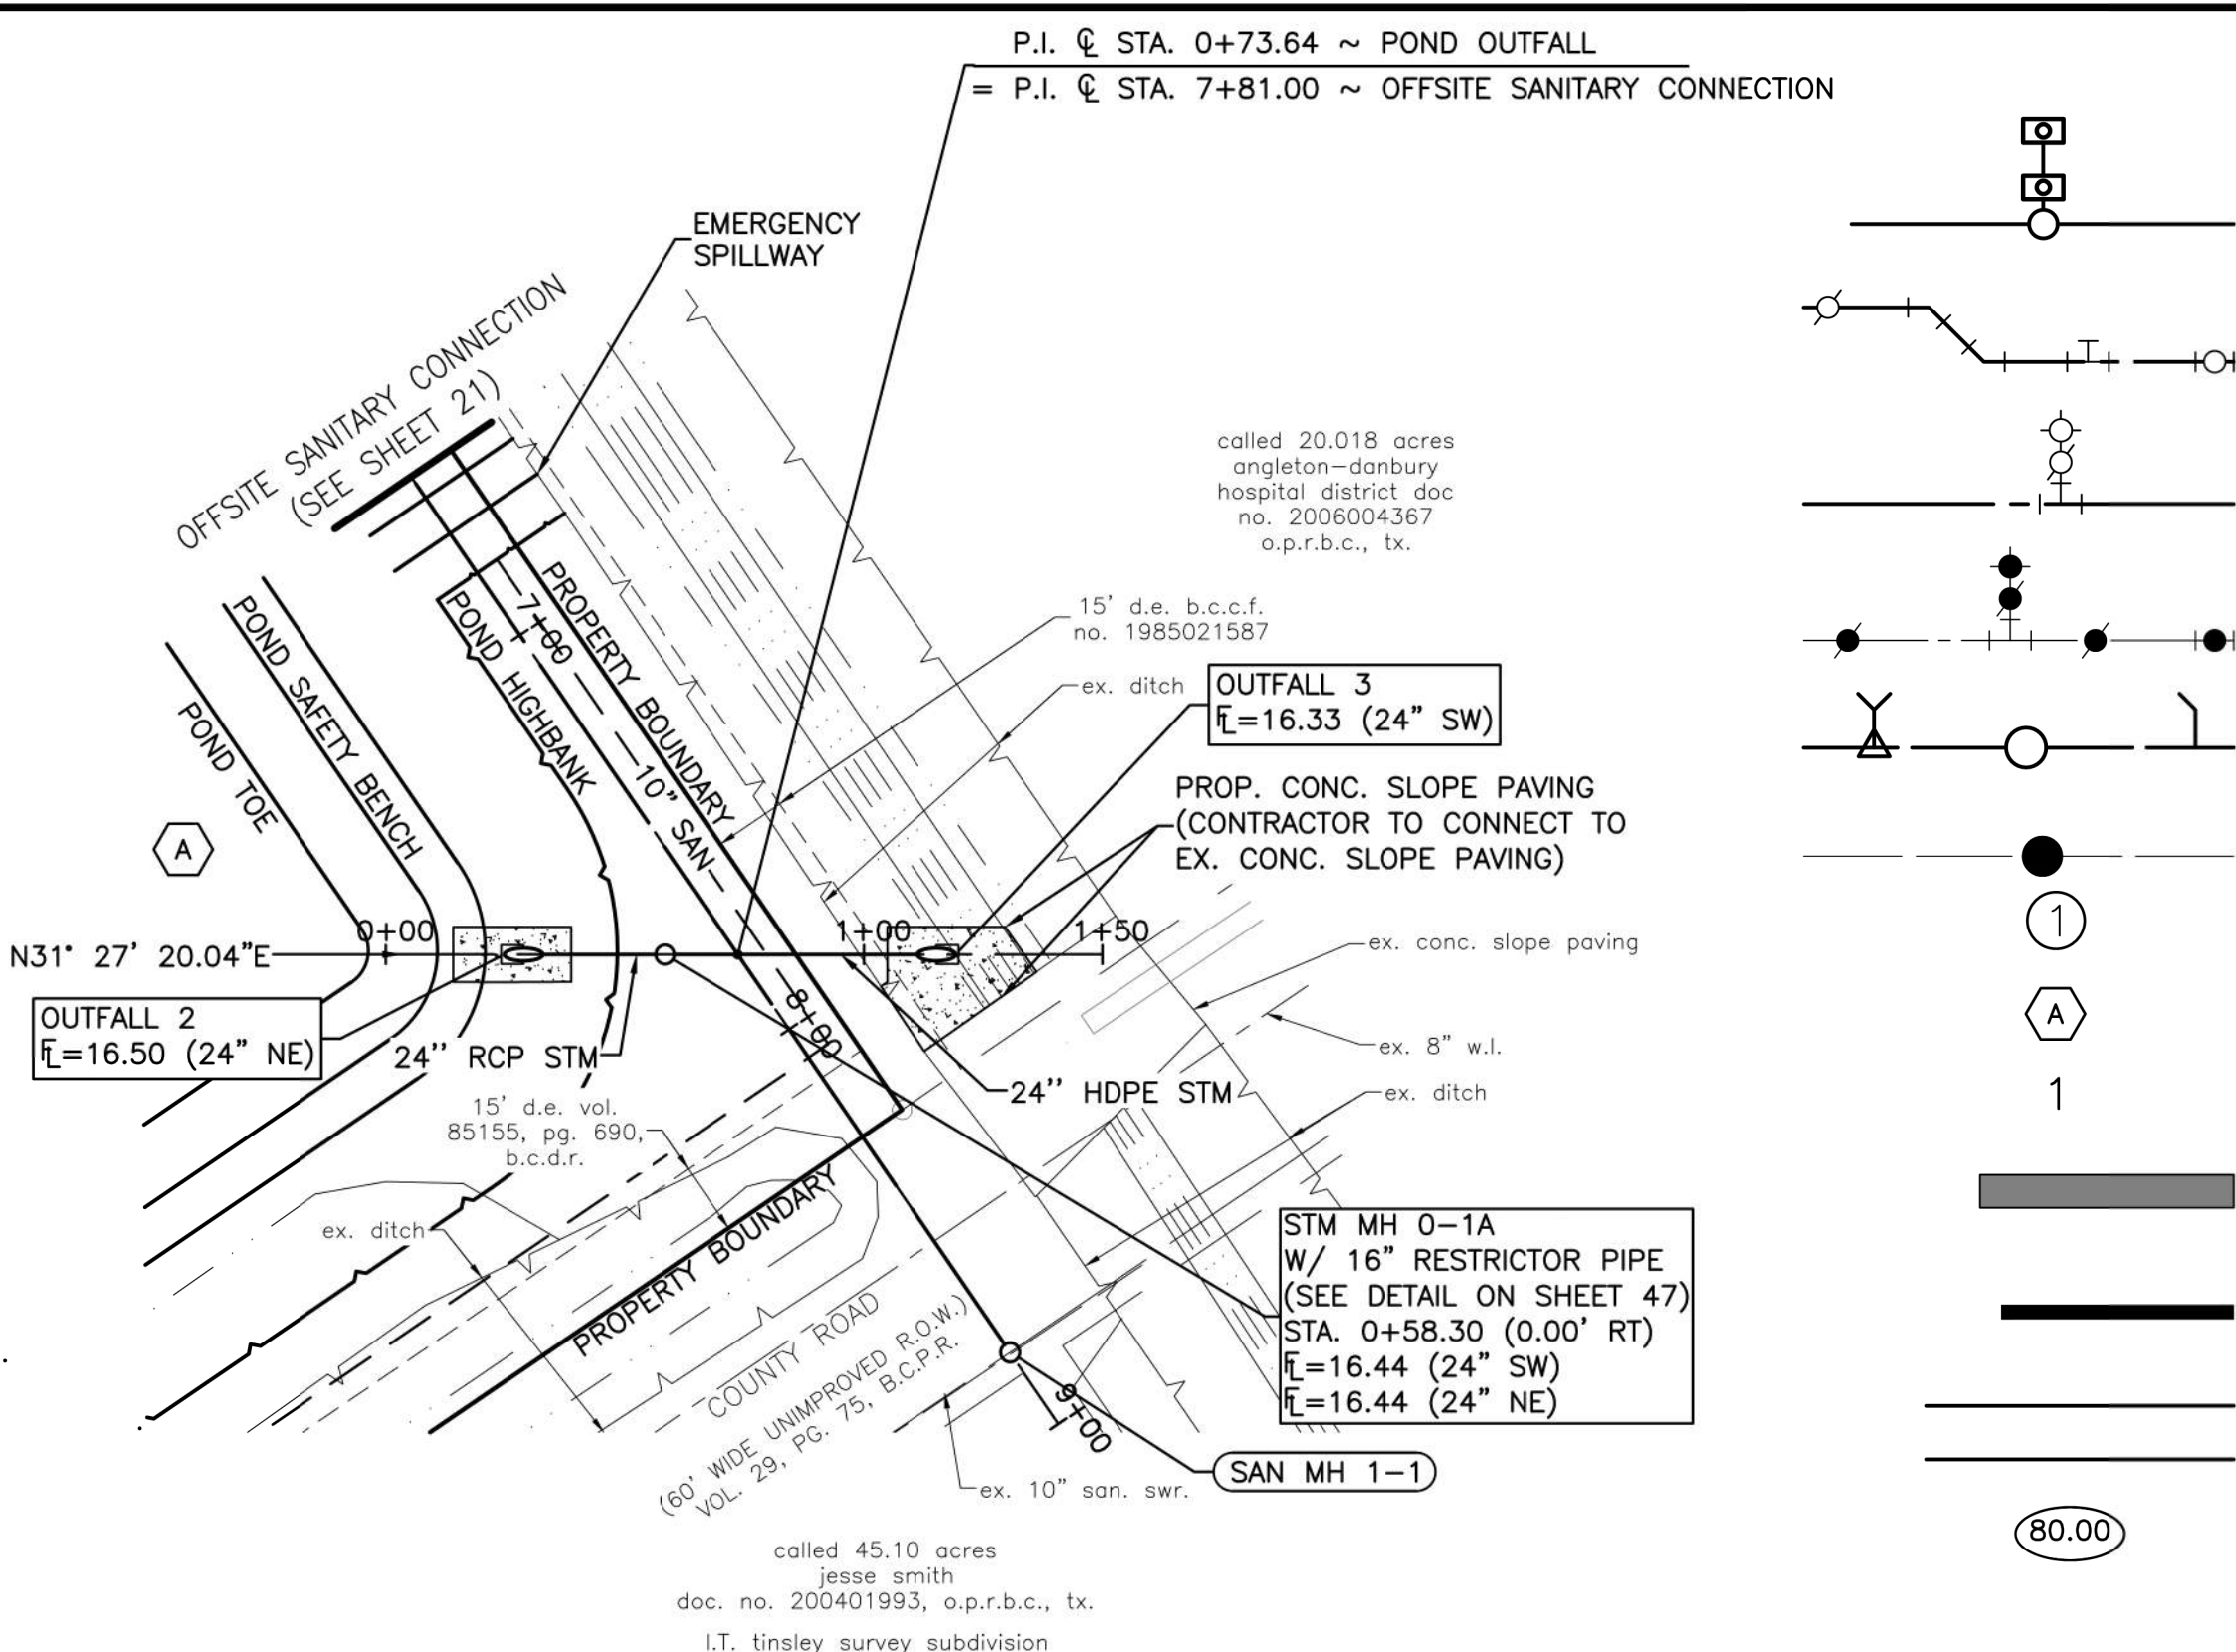 P.I. ℄ STA. 0+73.64 ~ POND OUTFALL
= P.I. ℄ STA. 7+81.00 ~ OFFSITE SANITARY CONNECTION
EMERGENCY
SPILLWAY
OFFSITE SANITARY CONNECTION
(SEE SHEET 21)
called 20.018 acres
angleton-danbury
hospital district doc
no. 2006004367
o.p.r.b.c., tx.
15' d.e. b.c.c.f.
no. 1985021587
ex. ditch
OUTFALL 3
FL=16.33 (24" SW)
PROP. CONC. SLOPE PAVING
(CONTRACTOR TO CONNECT TO
EX. CONC. SLOPE PAVING)
POND TOE
POND SAFETY BENCH
POND HIGHBANK
7+00
10" SAN
PROPERTY BOUNDARY
A
N31° 27' 20.04"E
0+00
1+00
1+50
8+00
ex. conc. slope paving
OUTFALL 2
FL=16.50 (24" NE)
24'' RCP STM
24'' HDPE STM
ex. 8" w.l.
ex. ditch
15' d.e. vol.
85155, pg. 690,
b.c.d.r.
ex. ditch
PROPERTY BOUNDARY
COUNTY ROAD
(60' WIDE UNIMPROVED R.O.W.)
VOL. 29, PG. 75, B.C.P.R.
STM MH 0-1A
W/ 16" RESTRICTOR PIPE
(SEE DETAIL ON SHEET 47)
STA. 0+58.30 (0.00' RT)
FL=16.44 (24" SW)
FL=16.44 (24" NE)
9+00
SAN MH 1-1
ex. 10" san. swr.
called 45.10 acres
jesse smith
doc. no. 200401993, o.p.r.b.c., tx.
I.T. tinsley survey subdivision
1
A
1
80.00